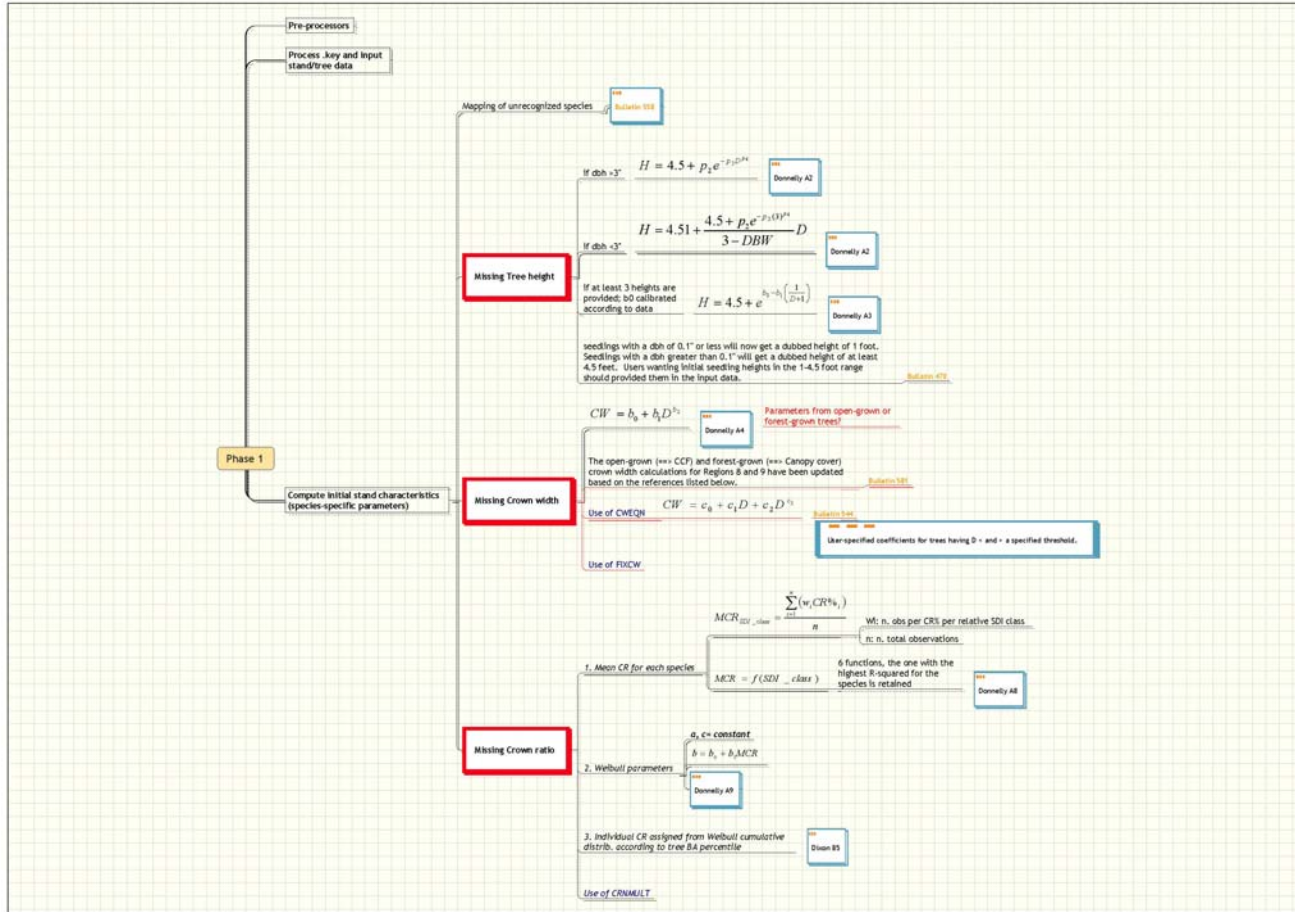 Pre-processors
Process .key and input
stand/tree data
Mapping of unrecognized species
Bulletin 558
If dbh >3"
H = 4.5 + p₂e^{-p₃D^{p₄}}
Donnelly A2
If dbh <3"
H = 4.51 + \frac{4.5 + p₂e^{-p₃(3)^{p₄}}}{3 - DBW} D
Donnelly A2
Missing Tree height
If at least 3 heights are
provided; b0 calibrated
according to data
H = 4.5 + e^{b₀-b₁(\frac{1}{D+1})}
Donnelly A3
seedlings with a dbh of 0.1" or less will now get a dubbed height of 1 foot.
Seedlings with a dbh greater than 0.1" will get a dubbed height of at least
4.5 feet. Users wanting initial seedling heights in the 1-4.5 foot range
should provided them in the input data.
Bulletin 478
CW = b₀ + b₁D^{b₂}
Donnelly A4
Parameters from open-grown or
forest-grown trees?
Phase 1
Compute initial stand characteristics
(species-specific parameters)
Missing Crown width
The open-grown (==> CCF) and forest-grown (==> Canopy cover)
crown width calculations for Regions 8 and 9 have been updated
based on the references listed below.
Use of CWEQN
CW = c₀ + c₁D + c₂D^{c₃}
Bulletin 544
User-specified coefficients for trees having D < and > a specified threshold.
Use of FIXCW
1. Mean CR for each species
MCR_{SDI_class} = \frac{\sum_{i=1}^{n}(w_iCR%_i)}{n}
Wi: n. obs per CR% per relative SDI class
n: n. total observations
MCR = f(SDI_class)
6 functions, the one with the
highest R-squared for the
species is retained
Donnelly A8
Missing Crown ratio
2. Weibull parameters
a, c= constant
b = b₀ + b₁MCR
Donnelly A9
3. Individual CR assigned from Weibull cumulative
distrib. according to tree BA percentile
Dixon 85
Use of CRNMULT